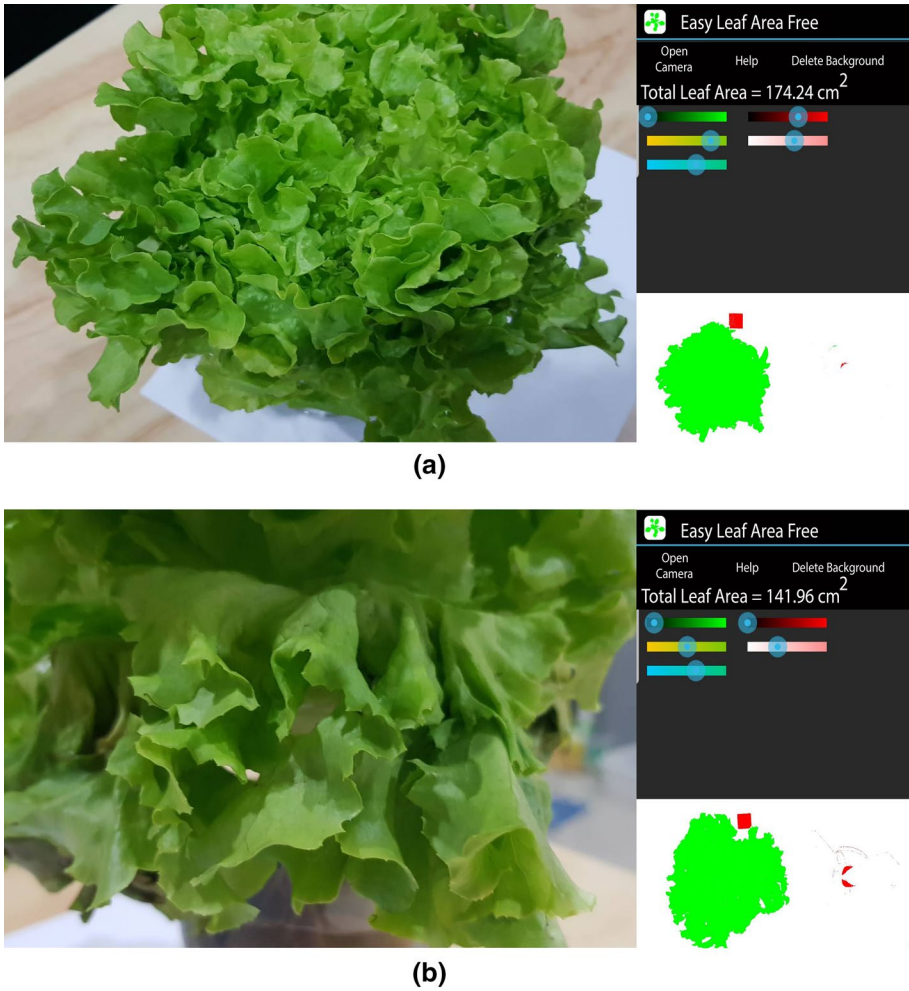 Easy Leaf Area Free
Open Camera Help Delete Background
Total Leaf Area = 174.24 cm²
(a)
Easy Leaf Area Free
Open Camera Help Delete Background
Total Leaf Area = 141.96 cm²
(b)